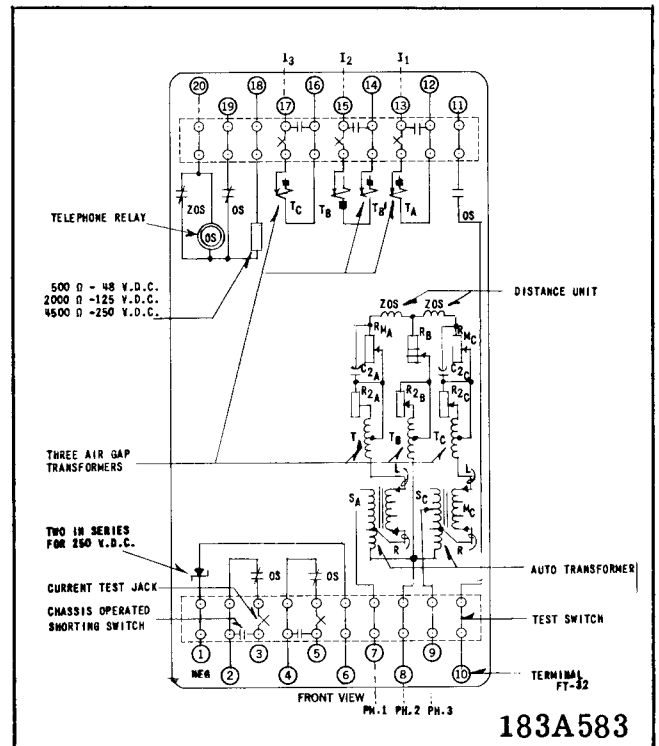 I3 I2 I1
20 18 16 14 12
19 17 15 13 11
ZOS OS TC TB TB' TA OS
TELEPHONE RELAY
OS
500 Ω - 48 V.D.C.
2000 Ω -125 V.D.C.
4500 Ω -250 V.D.C.
DISTANCE UNIT
ZOS ZOS
RMA RB RMC
C2A C2C
R2A R2B R2C
THREE AIR GAP
TRANSFORMERS
T TB TC
L L
SA SC MC
R R
TWO IN SERIES
FOR 250 V.D.C.
OS OS
AUTO TRANSFORMER
CURRENT TEST JACK
CHASSIS OPERATED
SHORTING SWITCH
TEST SWITCH
1 3 5 7 9
NEG 2 4 6 8 10
TERMINAL
FT-32
FRONT VIEW
PH.1 PH.2 PH.3
183A583